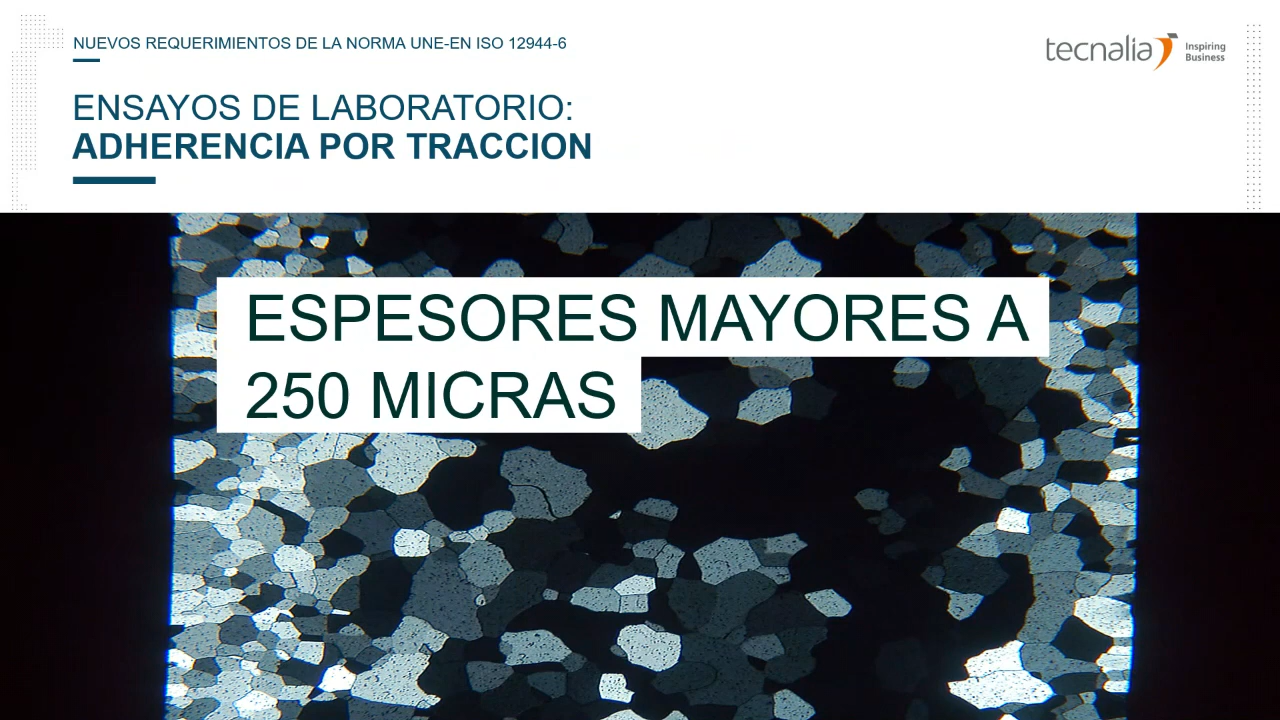 NUEVOS REQUERIMIENTOS DE LA NORMA UNE-EN ISO 12944-6
tecnalia Inspiring Business
ENSAYOS DE LABORATORIO:
ADHERENCIA POR TRACCION
ESPESORES MAYORES A
250 MICRAS